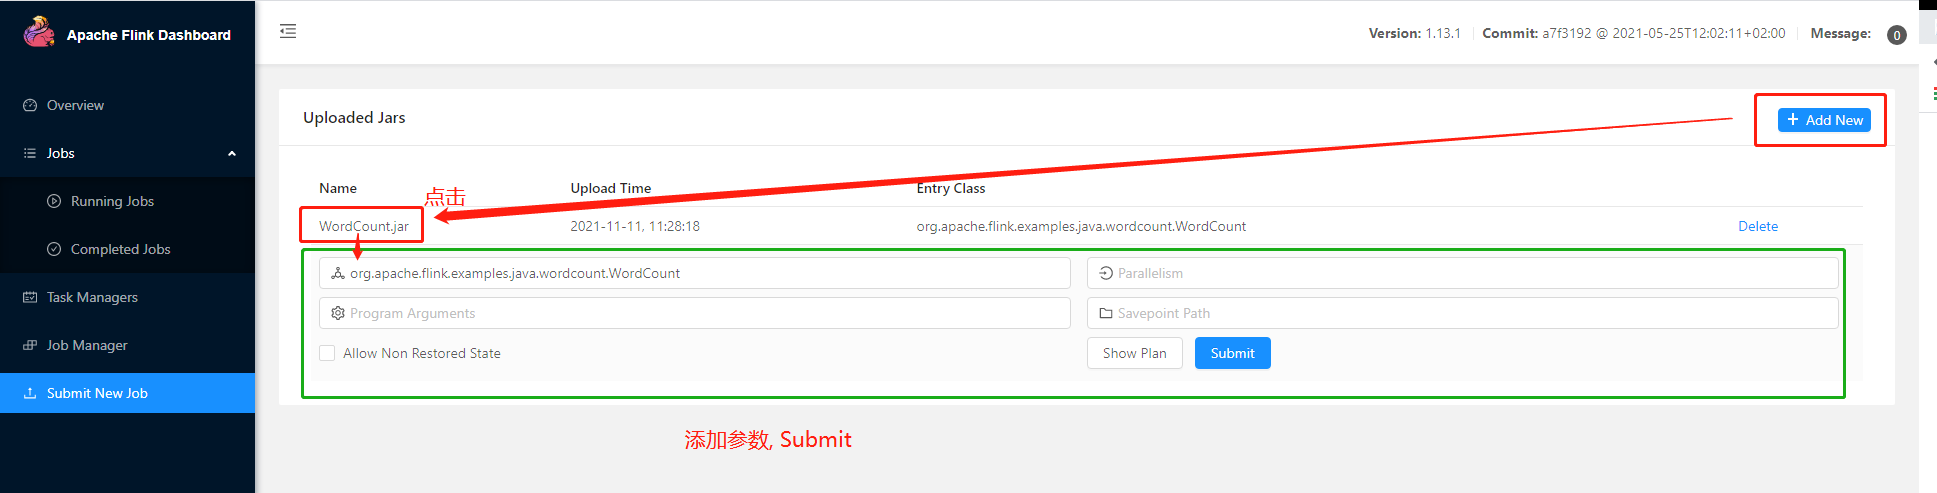 Apache Flink Dashboard
Version: 1.13.1 Commit: a7f3192 @ 2021-05-25T12:02:11+02:00 Message: 0
Overview
Jobs
Running Jobs
Completed Jobs
Task Managers
Job Manager
Submit New Job
Uploaded Jars
+ Add New
Name Upload Time Entry Class
点击
WordCount.jar 2021-11-11, 11:28:18 org.apache.flink.examples.java.wordcount.WordCount Delete
org.apache.flink.examples.java.wordcount.WordCount Parallelism
Program Arguments Savepoint Path
Allow Non Restored State Show Plan Submit
添加参数, Submit